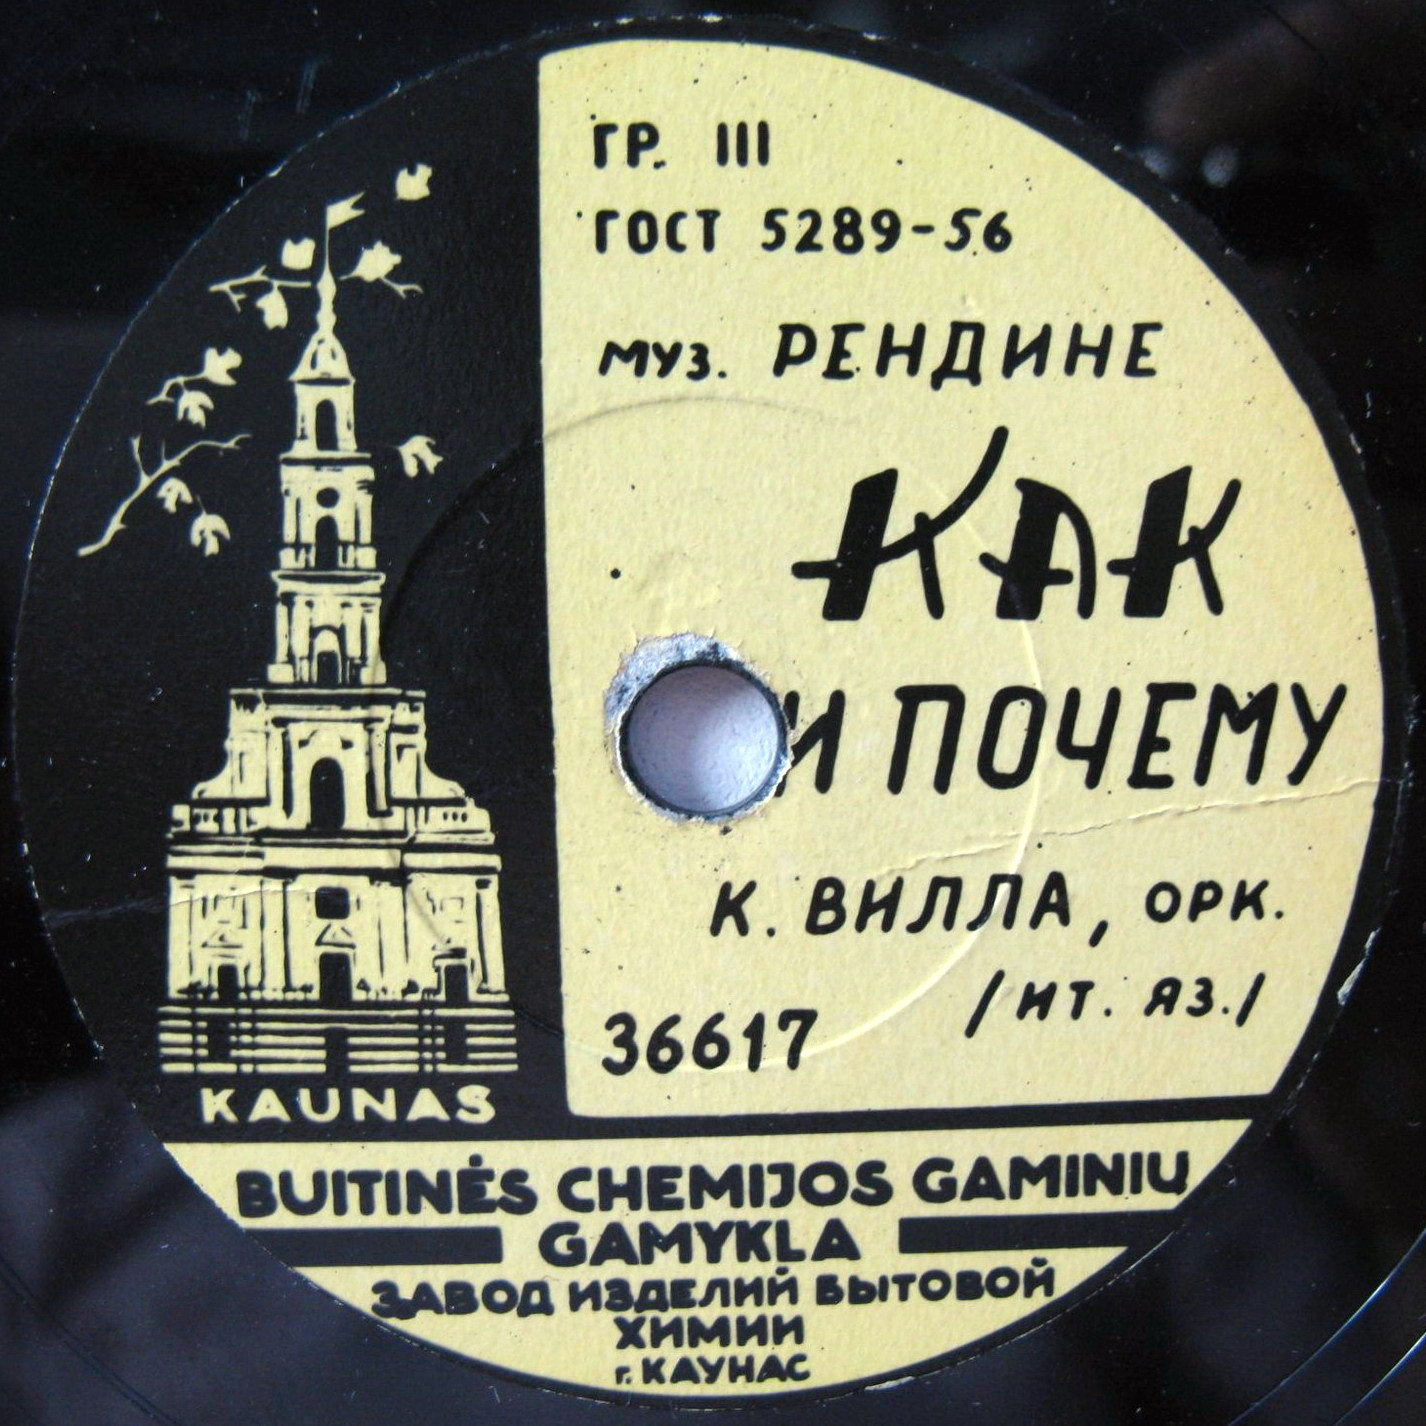 ГР. III
ГОСТ 5289-56
муз. РЕНДИНЕ
КАК
И ПОЧЕМУ
К. ВИЛЛА, ОРК.
/ИТ. ЯЗ./
36617
KAUNAS
BUITINĖS CHEMIJOS GAMINIŲ
GAMYKLA
ЗАВОД ИЗДЕЛИЙ БЫТОВОЙ
ХИМИИ
г. КАУНАС